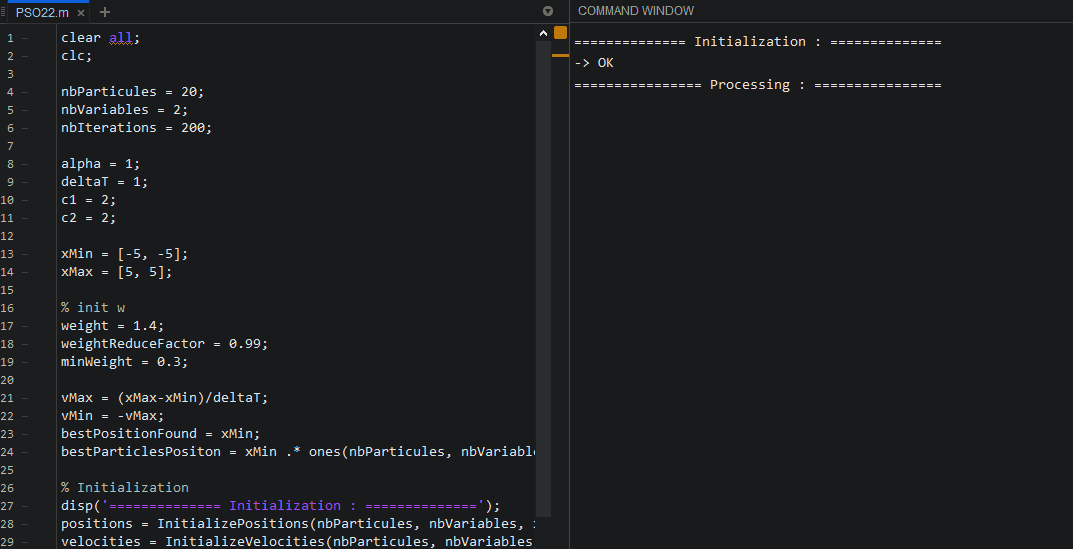 PSO22.m × +
1 clear all;
2 clc;
3
4 nbParticules = 20;
5 nbVariables = 2;
6 nbIterations = 200;
7
8 alpha = 1;
9 deltaT = 1;
10 c1 = 2;
11 c2 = 2;
12
13 xMin = [-5, -5];
14 xMax = [5, 5];
15
16 % init w
17 weight = 1.4;
18 weightReduceFactor = 0.99;
19 minWeight = 0.3;
20
21 vMax = (xMax-xMin)/deltaT;
22 vMin = -vMax;
23 bestPositionFound = xMin;
24 bestParticlesPositon = xMin .* ones(nbParticules, nbVariabl
25
26 % Initialization
27 disp('============== Initialization : ==============');
28 positions = InitializePositions(nbParticules, nbVariables,
29 velocities = InitializeVelocities(nbParticules, nbVariables
COMMAND WINDOW
============== Initialization : ==============
-> OK
================ Processing : ================